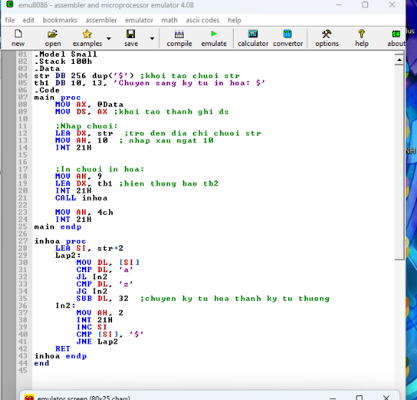 emu8086 - assembler and microprocessor emulator 4.08
file edit bookmarks assembler emulator math ascii codes help
new open examples save compile emulate calculator convertor options help about
01 .Model Small
02 .Stack 100h
03 .Data
04 str DB 256 dup('$') ;khoi tao chuoi str
05 tb1 DB 10, 13, 'Chuyen sang ky tu in hoa: $'
06 .Code
07 main proc
08 MOV AX, @Data
09 MOV DS, AX ;khoi tao thanh ghi ds
10
11 ;Nhap chuoi:
12 LEA DX, str ;tro den dia chi chuoi str
13 MOV AH, 10 ; nhap xau ngat 10
14 INT 21H
15
16
17 ;In chuoi in hoa:
18 MOV AH, 9
19 LEA DX, tb1 ;hien thong bao tb2
20 INT 21H
21 CALL inhoa
22
23 MOV AH, 4ch
24 INT 21H
25 main endp
26
27 inhoa proc
28 LEA SI, str+2
29 Lap2:
30 MOV DL, [SI]
31 CMP DL, 'a'
32 JL In2
33 CMP DL, 'z'
34 JG In2
35 SUB DL, 32 ;chuyen ky tu hoa thanh ky tu thuong
36 In2:
37 MOV AH, 2
38 INT 21H
39 INC SI
40 CMP [SI], '$'
41 JNE Lap2
42 RET
43 inhoa endp
44 end
45
emulator screen (80x25 chars)